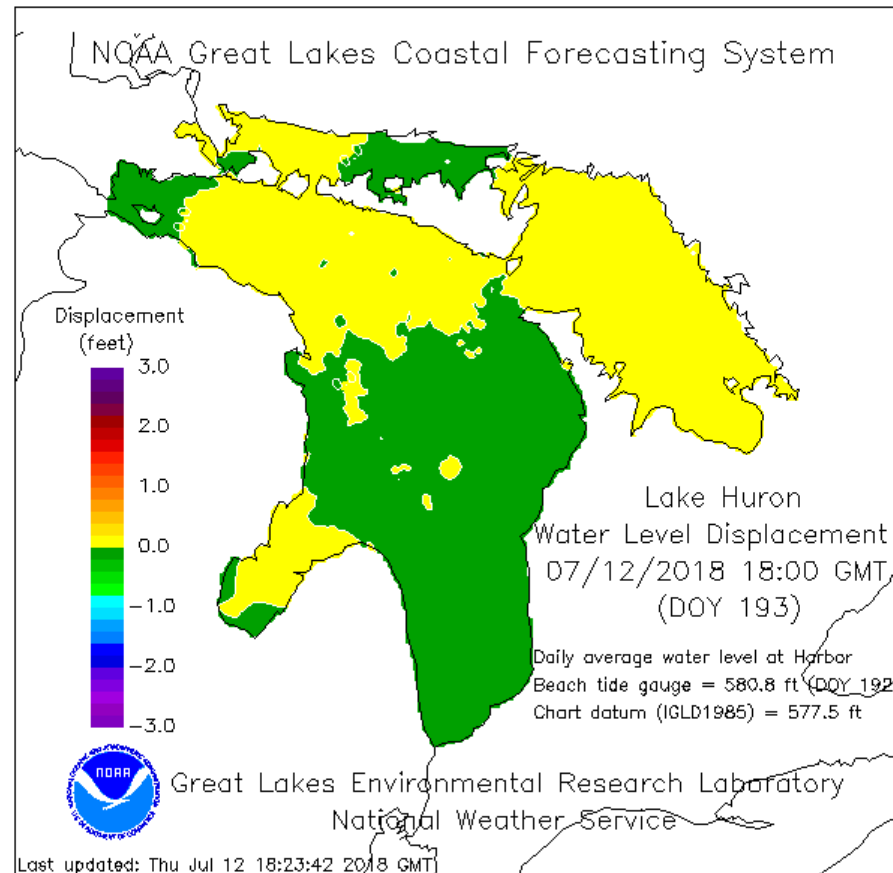 NOAA Great Lakes Coastal Forecasting System
Displacement
(feet)
3.0
2.0
1.0
0.0
-1.0
-2.0
-3.0
Lake Huron
Water Level Displacement
07/12/2018 18:00 GMT
(DOY 193)
Daily average water level at Harbor
Beach tide gauge = 580.8 ft (DOY 192
Chart datum (IGLD1985) = 577.5 ft
NOAA
Great Lakes Environmental Research Laboratory
National Weather Service
Last updated: Thu Jul 12 18:23:42 2018 GMT